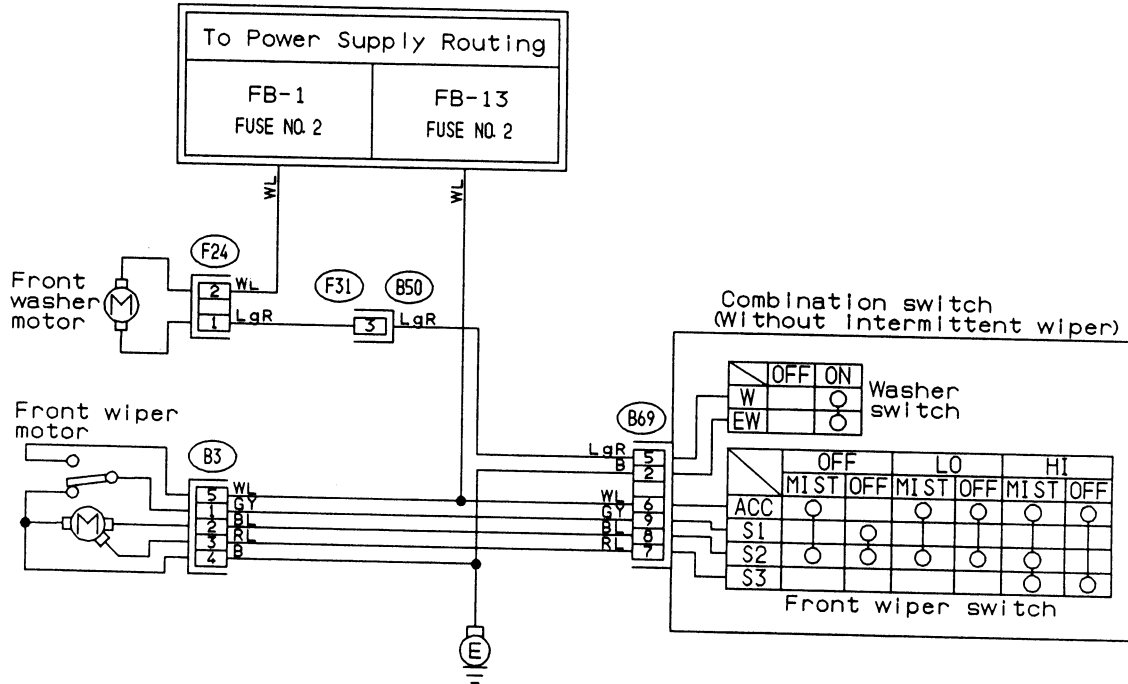 To Power Supply Routing
FB-1
FUSE NO. 2
FB-13
FUSE NO. 2
WL
WL
F24
Front
washer
motor
M
2
WL
1
LgR
F31
B50
3
LgR
Combination switch
(Without intermittent wiper)
OFF ON
W
EW
Washer
switch
Front wiper
motor
M
B3
5 WL
1 GY
2 BL
3 RL
4 B
B69
LgR 5
B 2
WL 6
GY 9
BL 8
RL 7
OFF LO HI
MIST OFF MIST OFF MIST OFF
ACC
S1
S2
S3
Front wiper switch
E